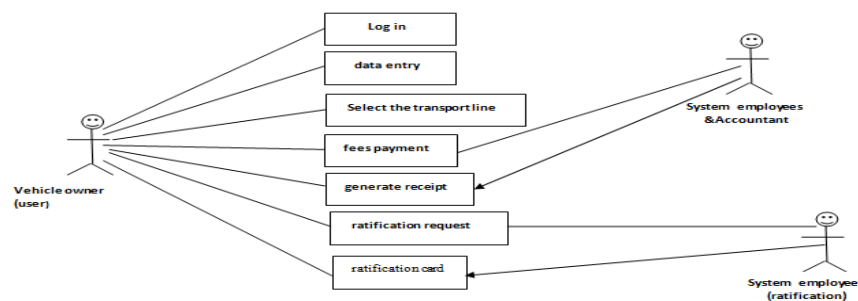 Log in
data entry
Select the transport line
fees payment
generate receipt
ratification request
ratification card
Vehicle owner
(user)
System employees
&Accountant
System employee
(ratification)